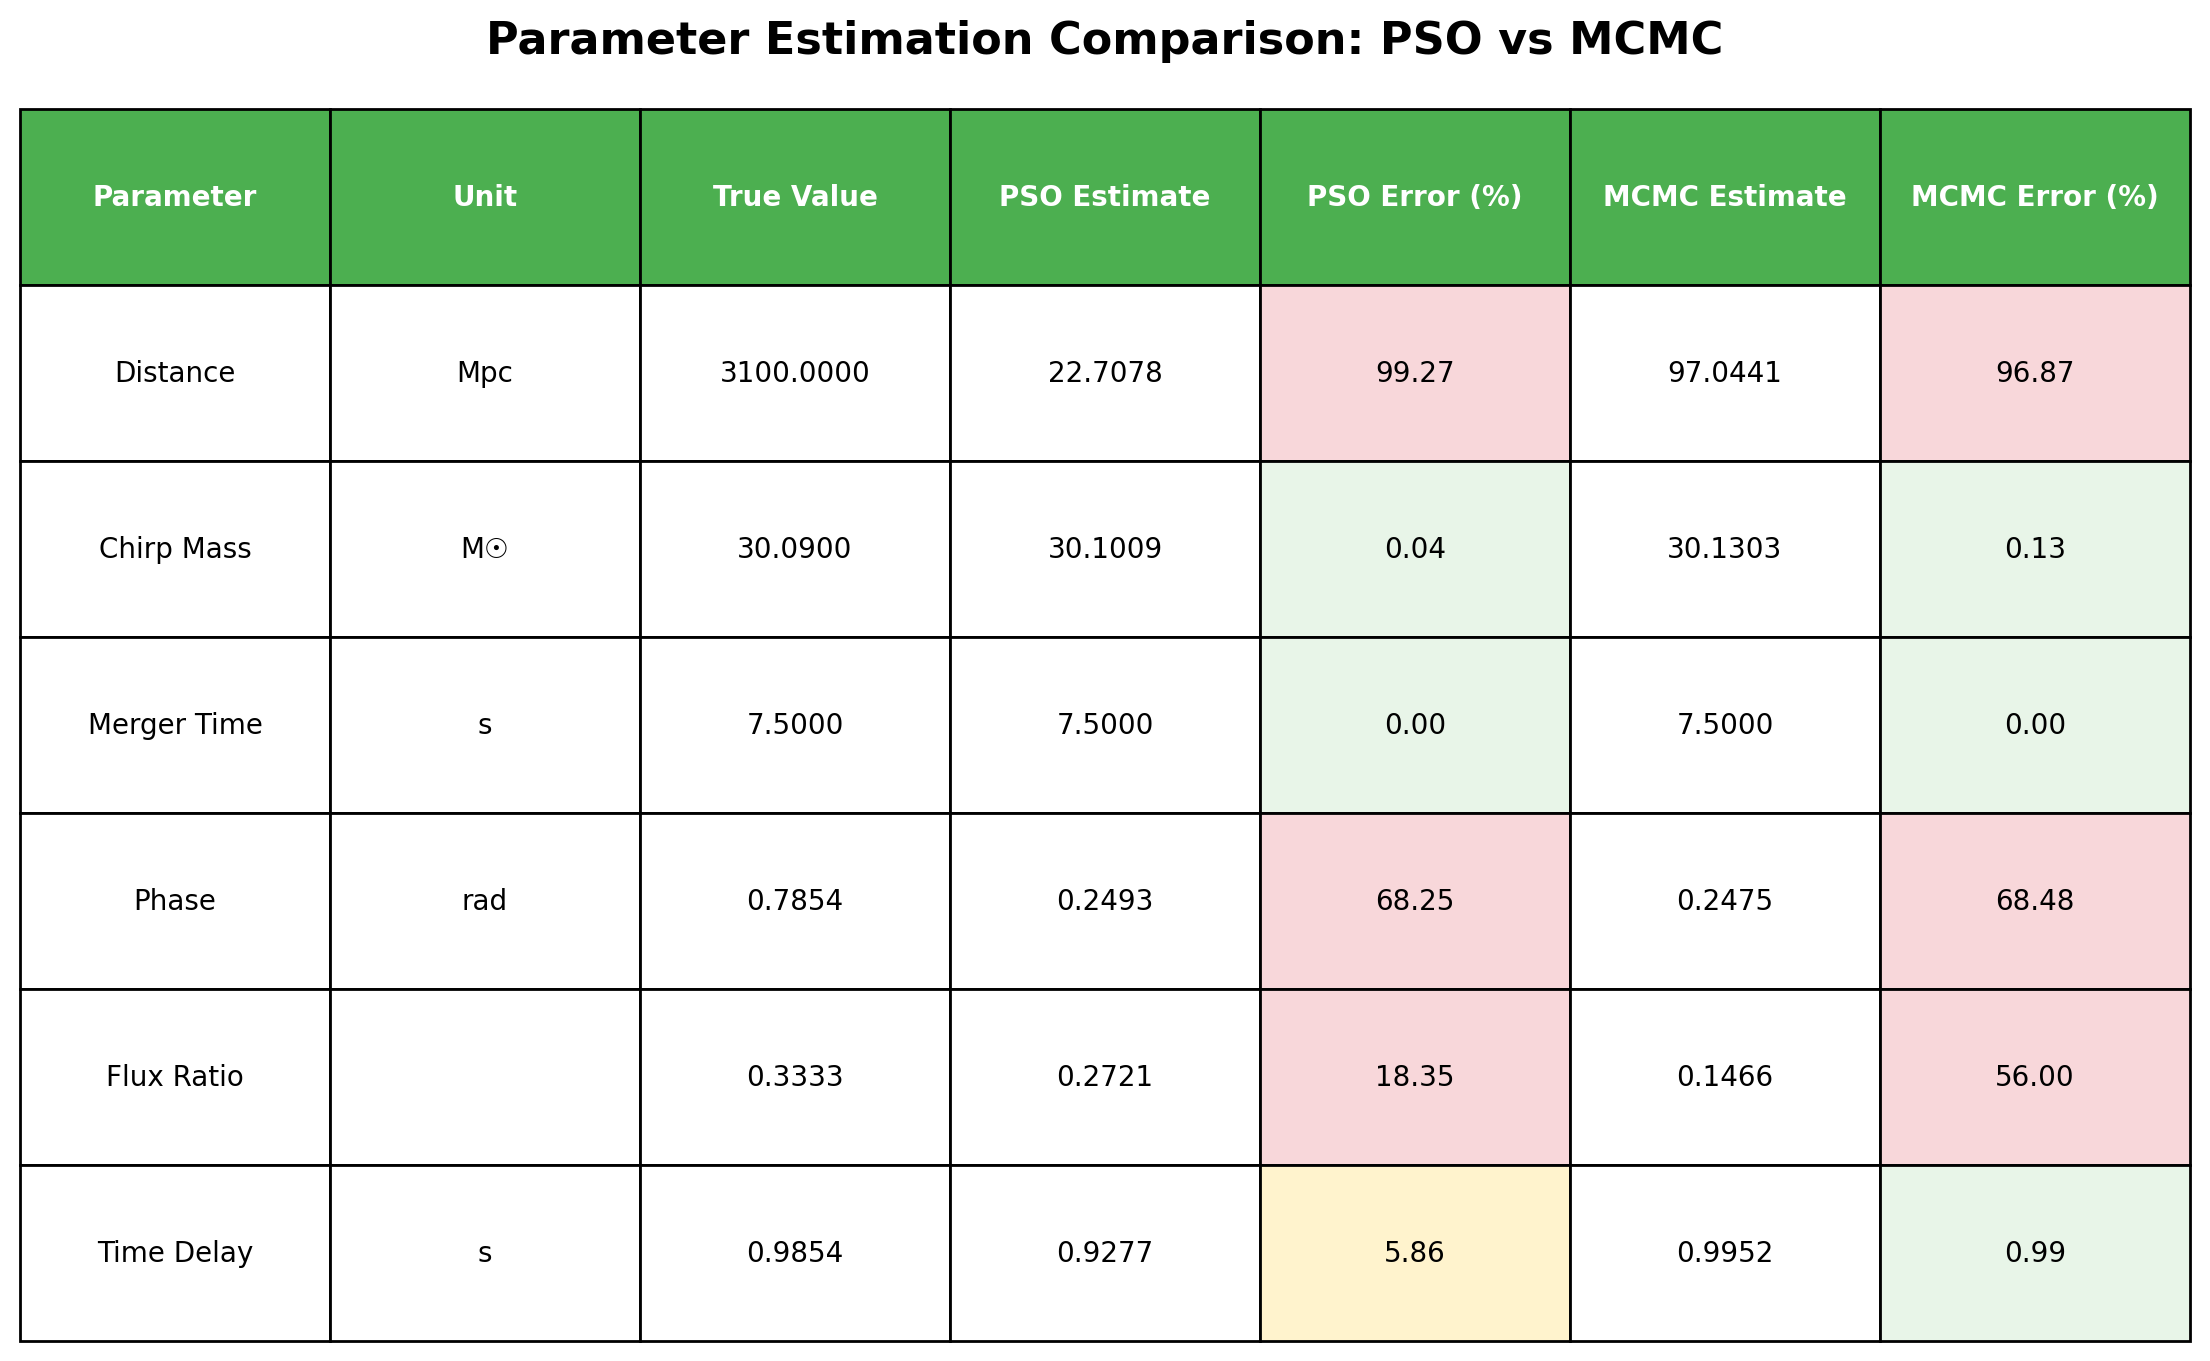 Parameter Estimation Comparison: PSO vs MCMC
Parameter Unit True Value PSO Estimate PSO Error (%) MCMC Estimate MCMC Error (%)
Distance Mpc 3100.0000 22.7078 99.27 97.0441 96.87
Chirp Mass M☉ 30.0900 30.1009 0.04 30.1303 0.13
Merger Time s 7.5000 7.5000 0.00 7.5000 0.00
Phase rad 0.7854 0.2493 68.25 0.2475 68.48
Flux Ratio 0.3333 0.2721 18.35 0.1466 56.00
Time Delay s 0.9854 0.9277 5.86 0.9952 0.99